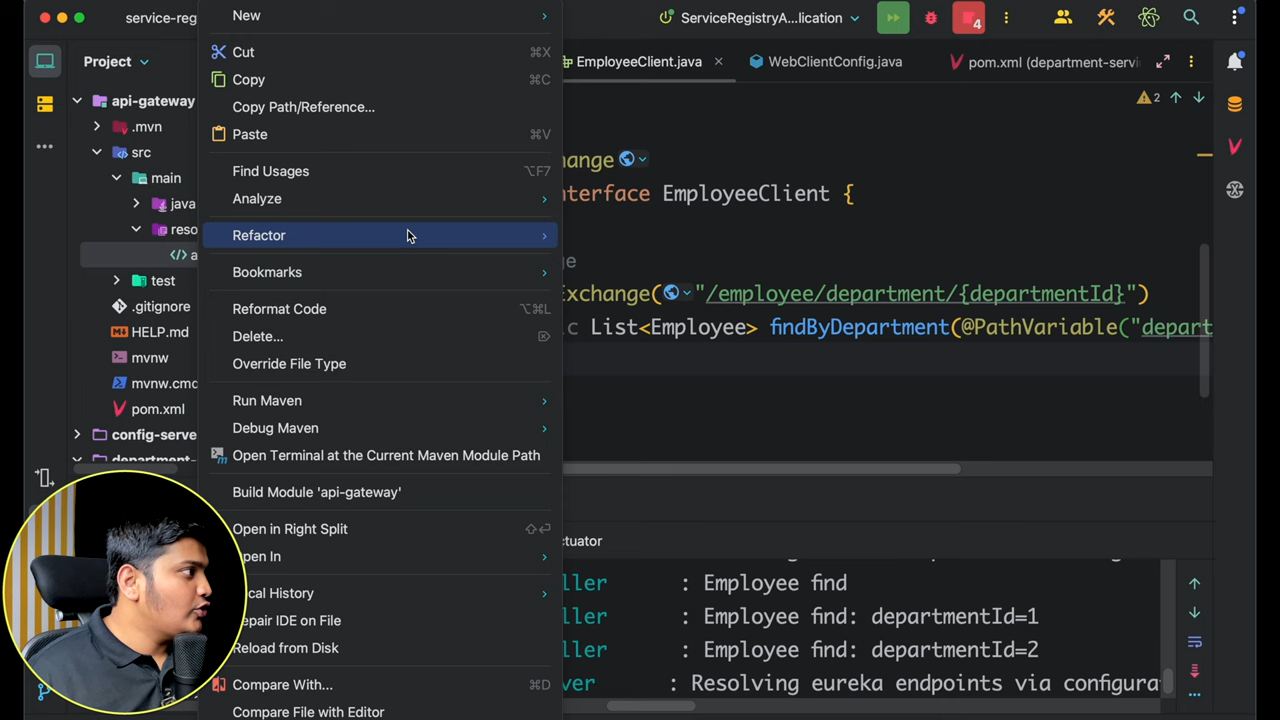 service-reg
ServiceRegistryA...lication
4
Project
EmployeeClient.java
WebClientConfig.java
pom.xml (department-servi
api-gateway
.mvn
src
main
java
reso
a
test
.gitignore
HELP.md
mvnw
mvnw.cmd
pom.xml
config-serve
department-
New
Cut ⌘X
Copy ⌘C
Copy Path/Reference...
Paste ⌘V
Find Usages ⌥F7
Analyze
Refactor
Bookmarks
Reformat Code ⌥⌘L
Delete... ⌦
Override File Type
Run Maven
Debug Maven
Open Terminal at the Current Maven Module Path
Build Module 'api-gateway'
Open in Right Split ⇧⏎
pen In
cal History
epair IDE on File
Reload from Disk
Compare With... ⌘D
Compare File with Editor
2
hange
nterface EmployeeClient {
e
Exchange("/employee/department/{departmentId}")
ic List<Employee> findByDepartment(@PathVariable("depart
ctuator
ller : Employee find
ller : Employee find: departmentId=1
ller : Employee find: departmentId=2
ver : Resolving eureka endpoints via configura